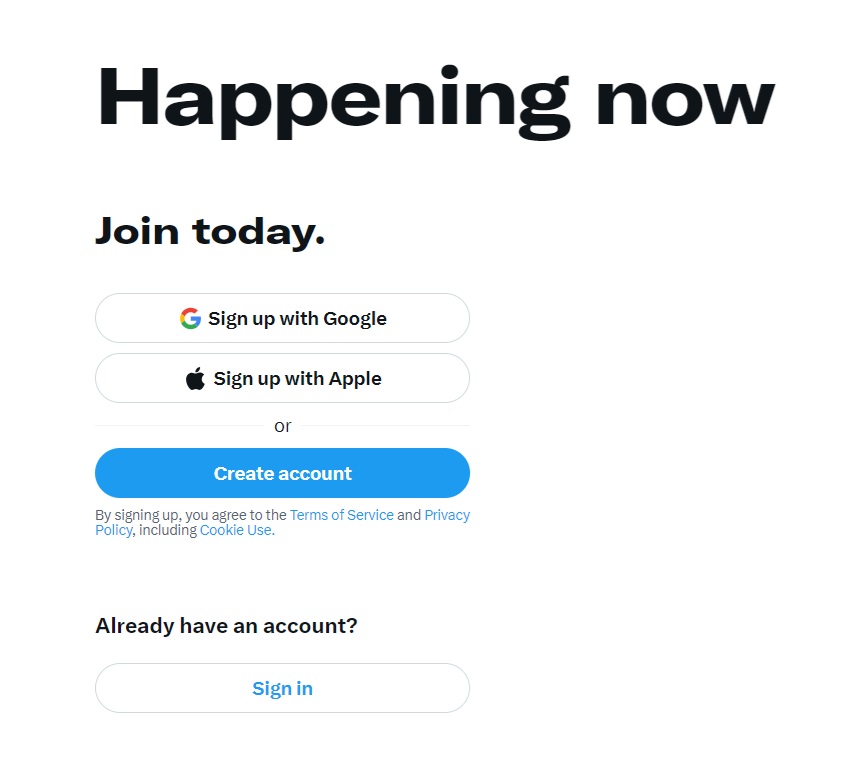 Happening now
Join today.
Sign up with Google
Sign up with Apple
or
Create account
By signing up, you agree to the Terms of Service and Privacy
Policy, including Cookie Use.
Already have an account?
Sign in